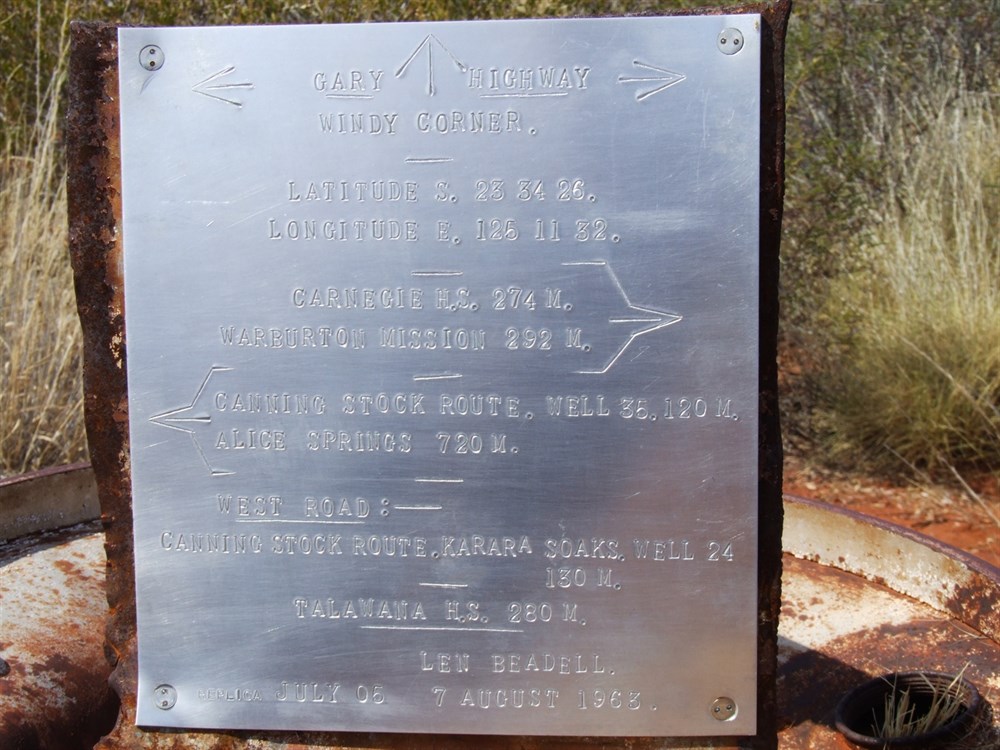 GARY HIGHWAY
WINDY CORNER.
LATITUDE S. 23 34 26.
LONGITUDE E. 125 11 32.
CARNEGIE H.S. 274 M.
WARBURTON MISSION 292 M.
CANNING STOCK ROUTE. WELL 35. 120 M.
ALICE SPRINGS 720 M.
WEST ROAD :—
CANNING STOCK ROUTE. KARARA SOAKS. WELL 24
130 M.
TALAWANA H.S. 280 M.
LEN BEADELL.
REPLICA JULY 05 7 AUGUST 1963.